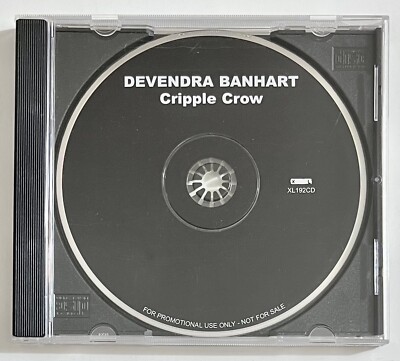 DEVENDRA BANHART
Cripple Crow
XL192CD
FOR PROMOTIONAL USE ONLY - NOT FOR SALE